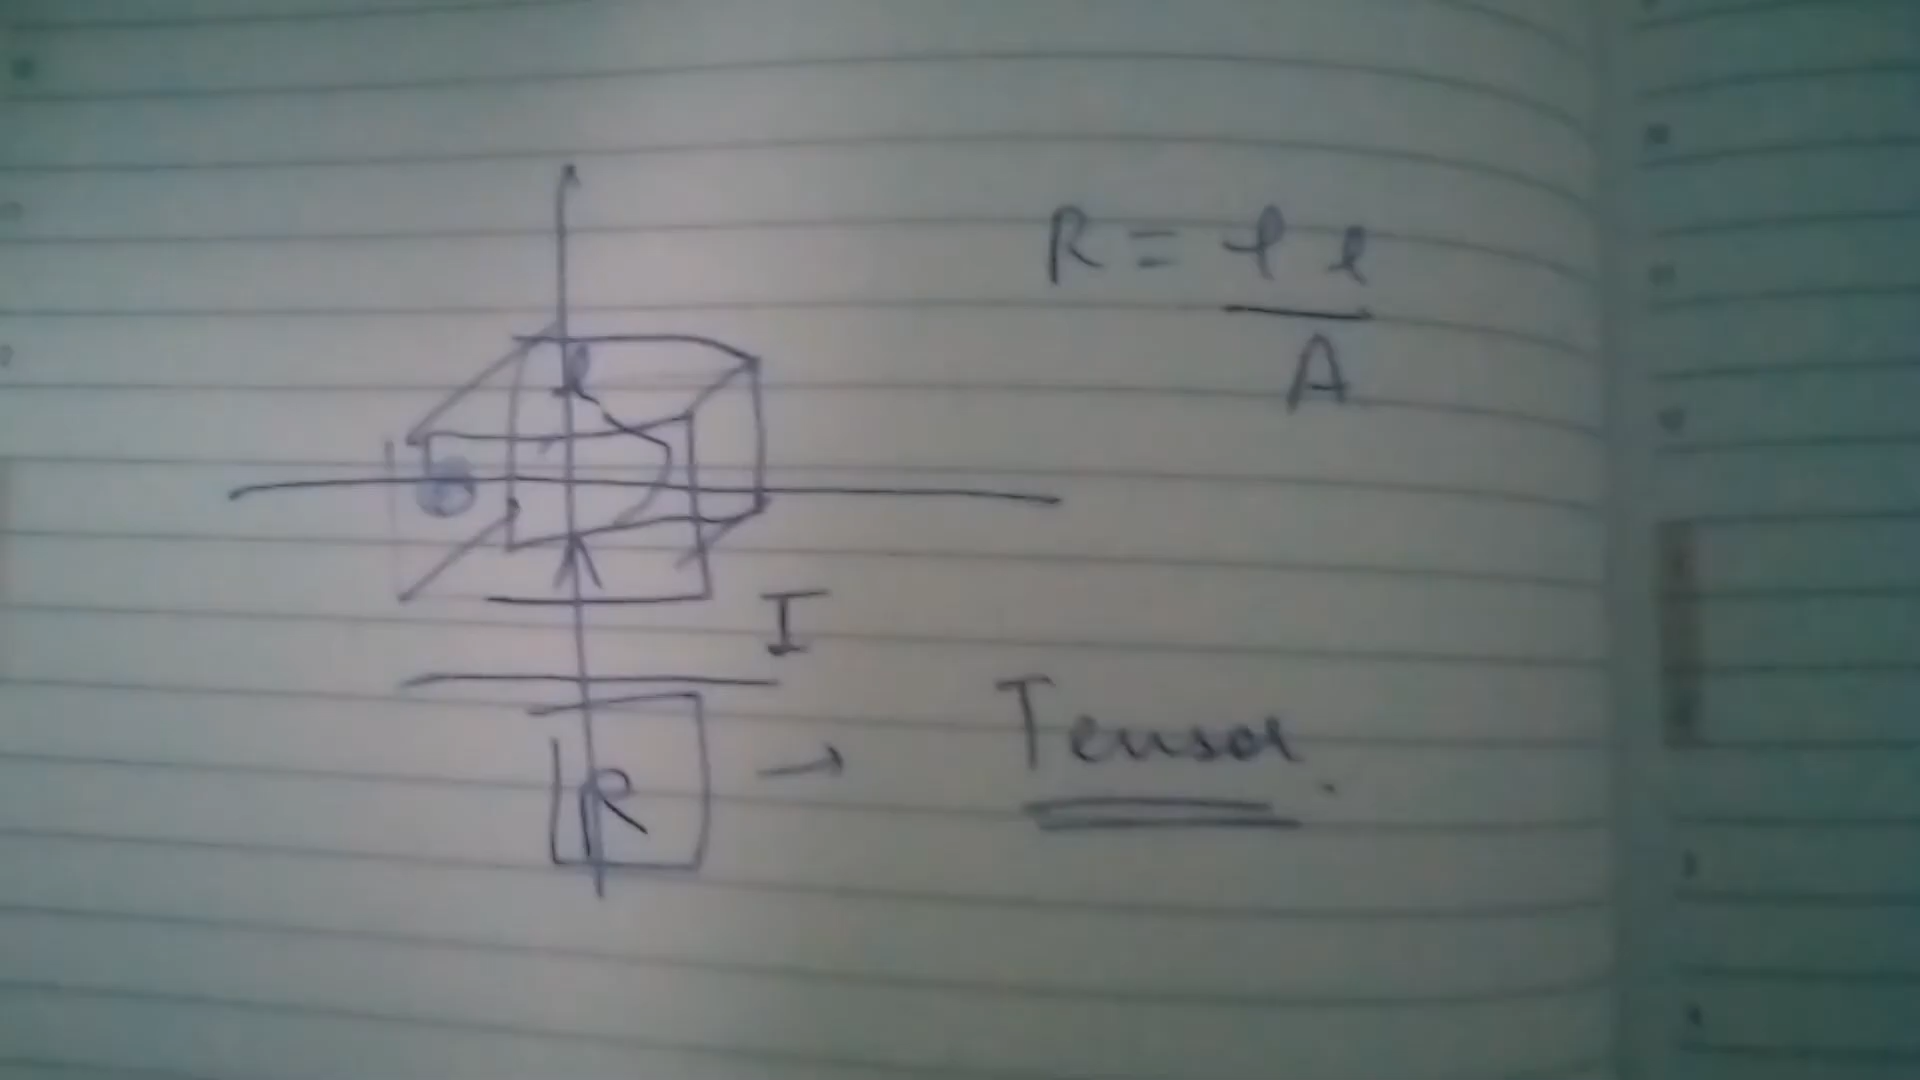 R = ρ l
A
l
I
R → Tensor.